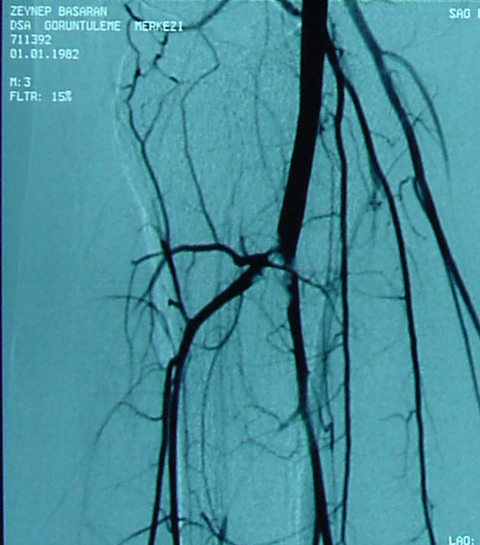 ZEYNEP BASARAN
DSA GORUNTULEME MERKEZI
711392
01.01.1982
M:3
FLTR: 15%
SAG
LAO: